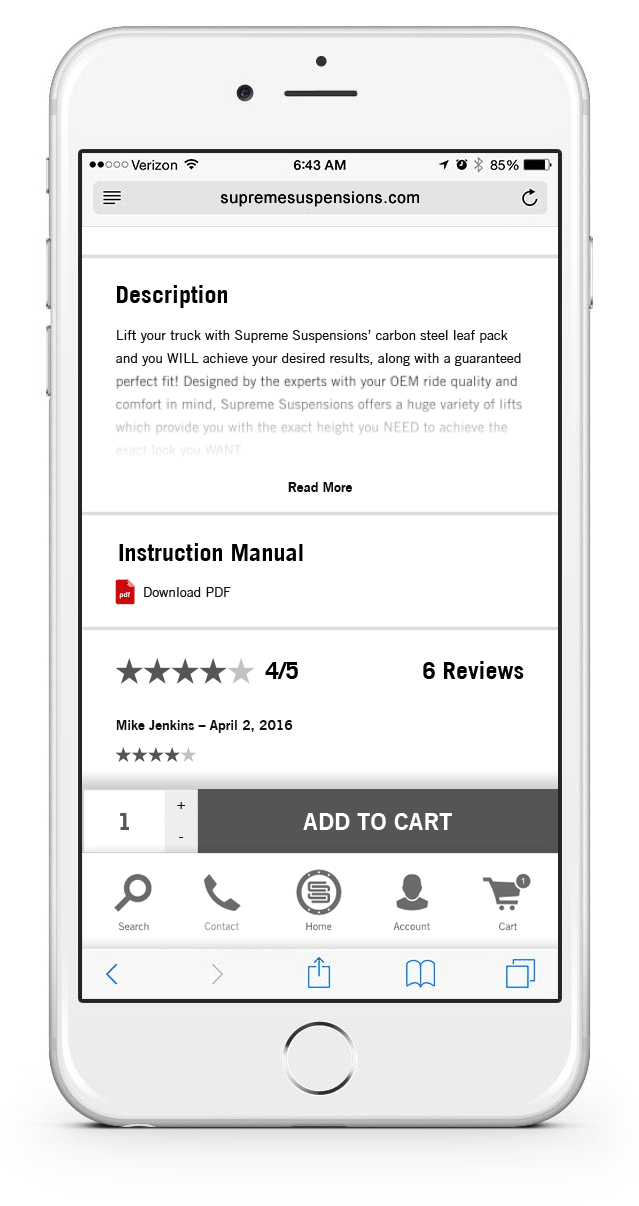 Verizon 6:43 AM 85%
supremesuspensions.com
Description
Lift your truck with Supreme Suspensions’ carbon steel leaf pack
and you WILL achieve your desired results, along with a guaranteed
perfect fit! Designed by the experts with your OEM ride quality and
comfort in mind, Supreme Suspensions offers a huge variety of lifts
which provide you with the exact height you NEED to achieve the
exact look you WANT.
Read More
Instruction Manual
pdf Download PDF
4/5 6 Reviews
Mike Jenkins – April 2, 2016
1 + - ADD TO CART
1
Search Contact Home Account Cart